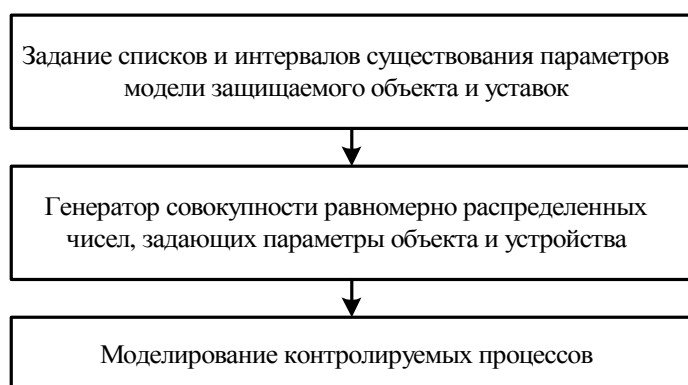 Задание списков и интервалов существования параметров
модели защищаемого объекта и уставок
Генератор совокупности равномерно распределенных
чисел, задающих параметры объекта и устройства
Моделирование контролируемых процессов